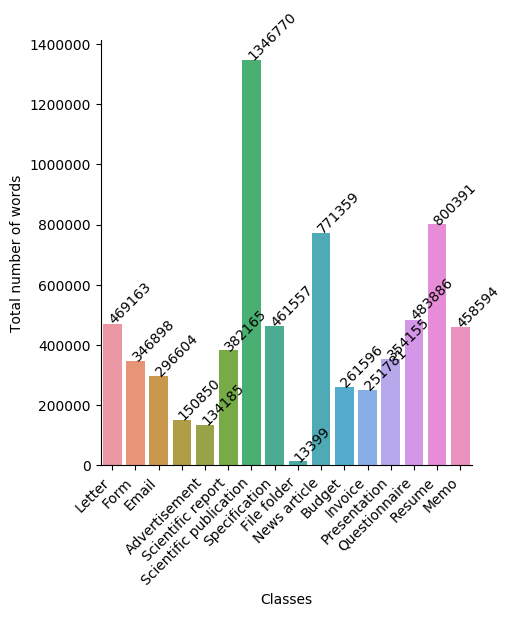 1400000
1200000
1000000
800000
600000
400000
200000
0
Total number of words
469163
346898
296604
150850
134185
382165
1346770
461557
13399
771359
261596
251781
354155
483886
800391
458594
Letter
Form
Email
Advertisement
Scientific report
Scientific publication
Specification
File folder
News article
Budget
Invoice
Presentation
Questionnaire
Resume
Memo
Classes